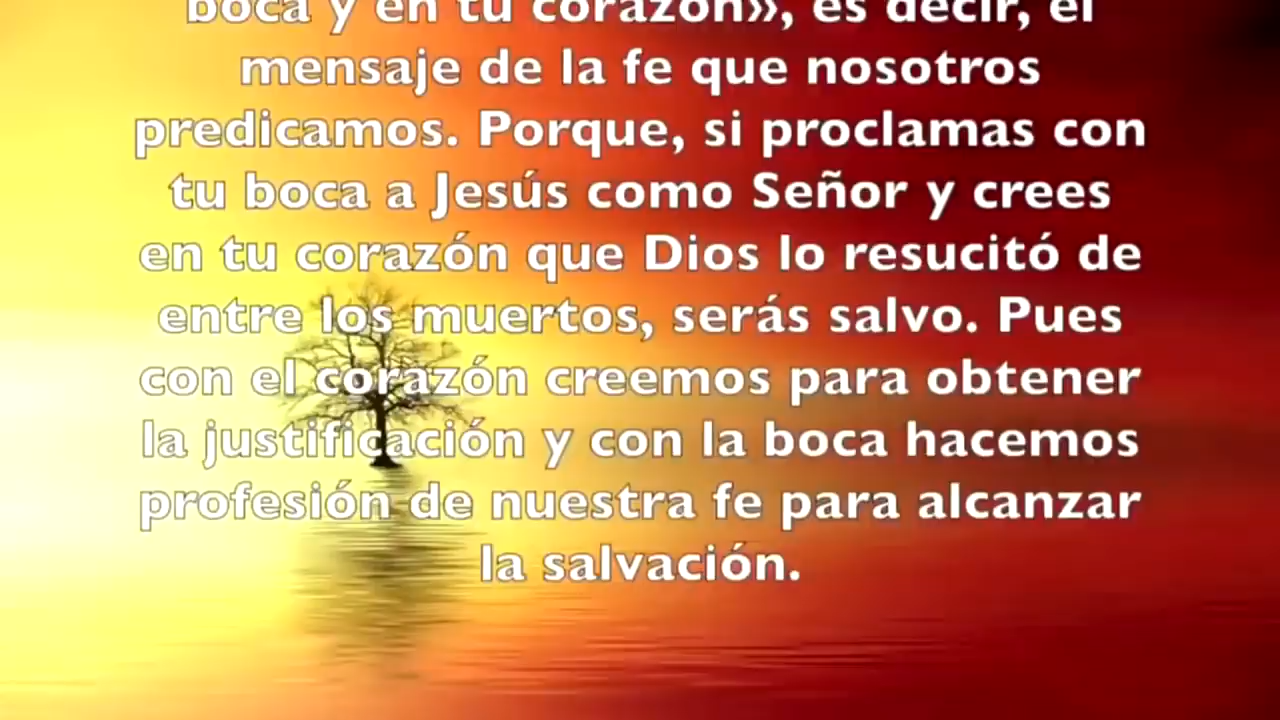 boca y en tu corazón», es decir, el
mensaje de la fe que nosotros
predicamos. Porque, si proclamas con
tu boca a Jesús como Señor y crees
en tu corazón que Dios lo resucitó de
entre los muertos, serás salvo. Pues
con el corazón creemos para obtener
la justificación y con la boca hacemos
profesión de nuestra fe para alcanzar
la salvación.